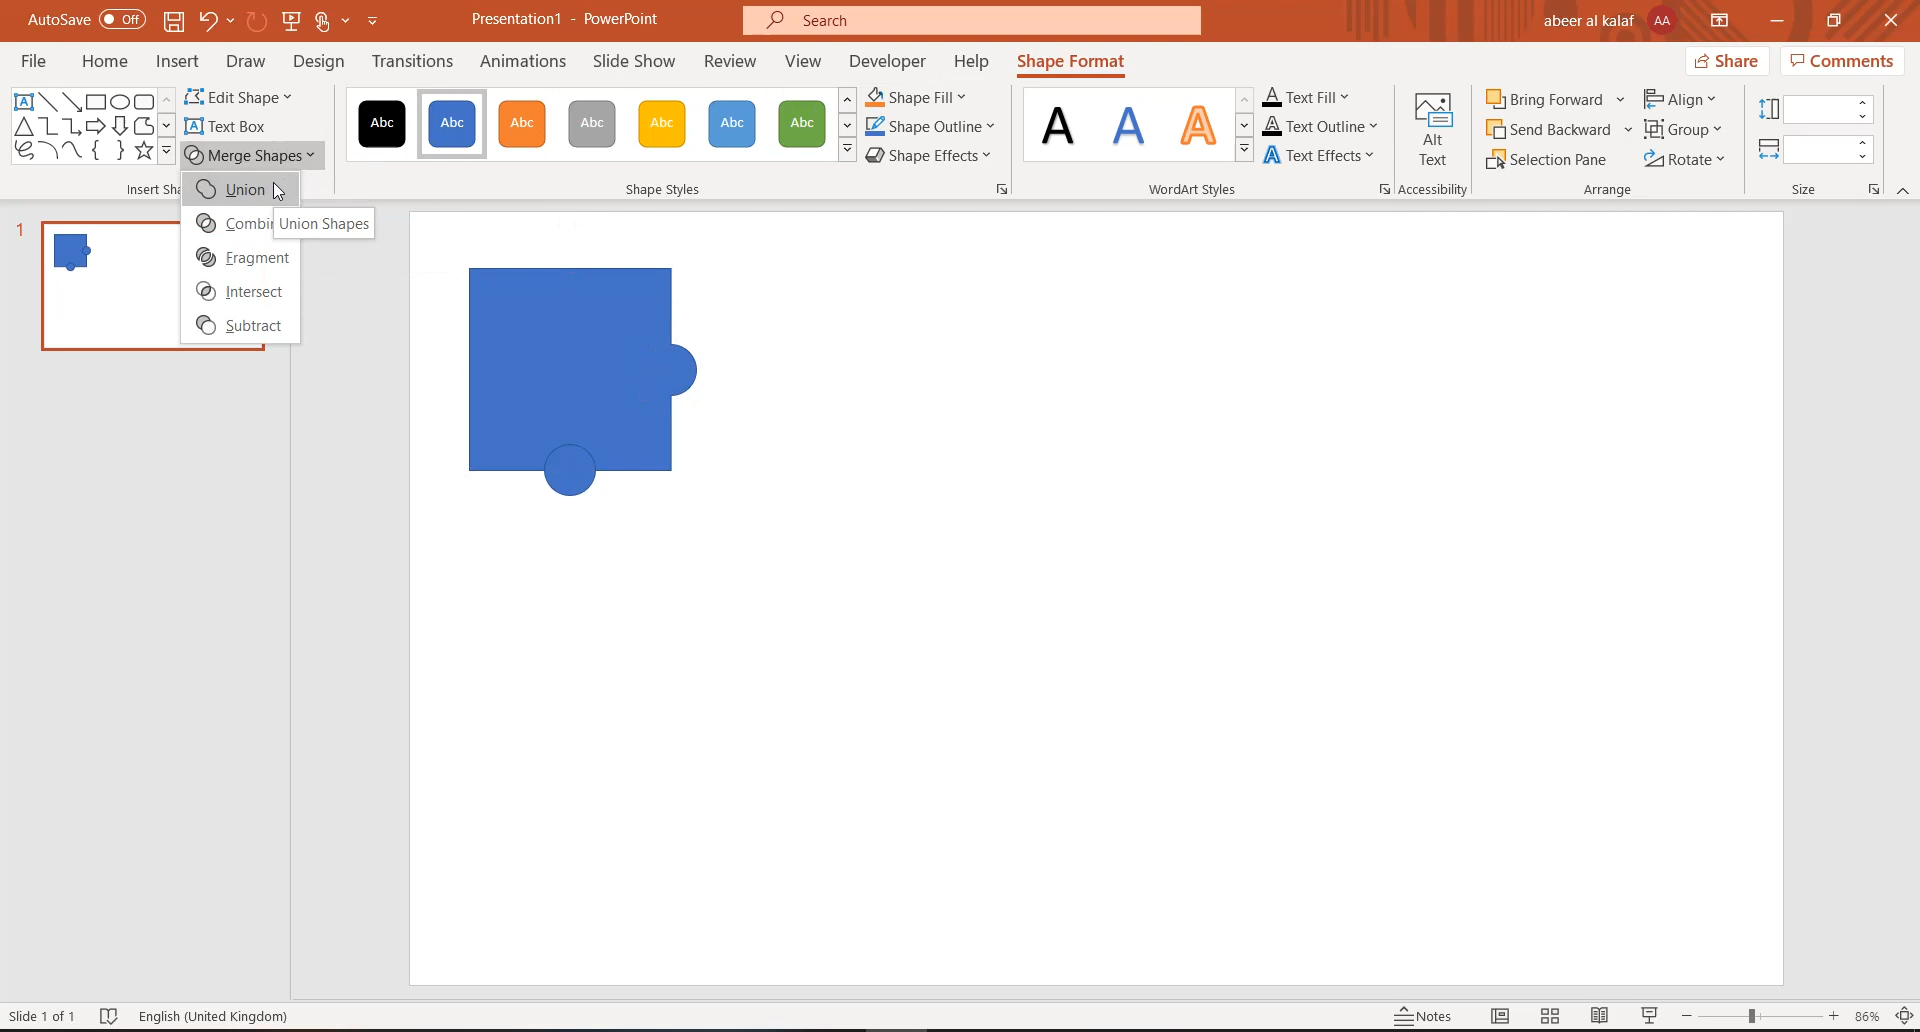 AutoSave Off
Presentation1 - PowerPoint
Search
abeer al kalaf AA
File Home Insert Draw Design Transitions Animations Slide Show Review View Developer Help Shape Format
Share Comments
Edit Shape
Text Box
Merge Shapes
Insert Sha
Abc Abc Abc Abc Abc Abc Abc
Shape Styles
Shape Fill
Shape Outline
Shape Effects
A A A
WordArt Styles
Text Fill
Text Outline
Text Effects
Alt
Text
Accessibility
Bring Forward
Send Backward
Selection Pane
Align
Group
Rotate
Arrange
Size
Union
Combin
Union Shapes
Fragment
Intersect
Subtract
1
Slide 1 of 1
English (United Kingdom)
Notes
86%